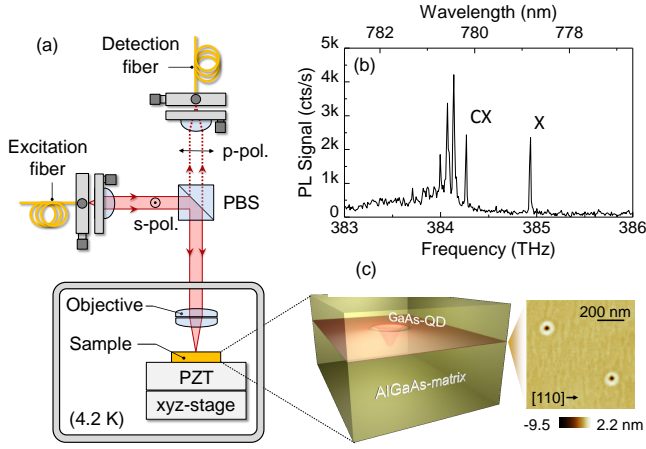 (a)
Detection
fiber
p-pol.
Excitation
fiber
s-pol.
PBS
Objective
Sample
PZT
xyz-stage
(4.2 K)
Wavelength (nm)
782 780 778
(b)
5k
4k
3k
2k
1k
0
PL Signal (cts/s)
CX
X
383 384 385 386
Frequency (THz)
(c)
GaAs-QD
AlGaAs-matrix
200 nm
[110]→
-9.5 2.2 nm